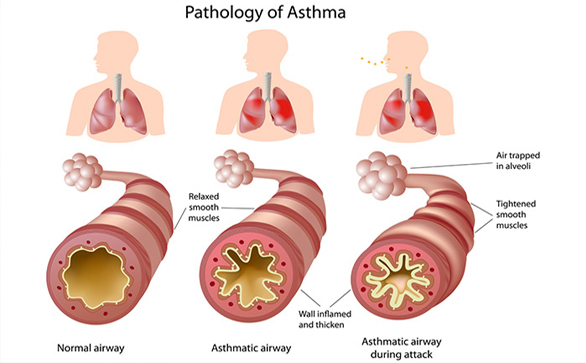 Pathology of Asthma
Air trapped
in alveoli
Relaxed
smooth
muscles
Tightened
smooth
muscles
Wall inflamed
and thicken
Normal airway
Asthmatic airway
Asthmatic airway
during attack